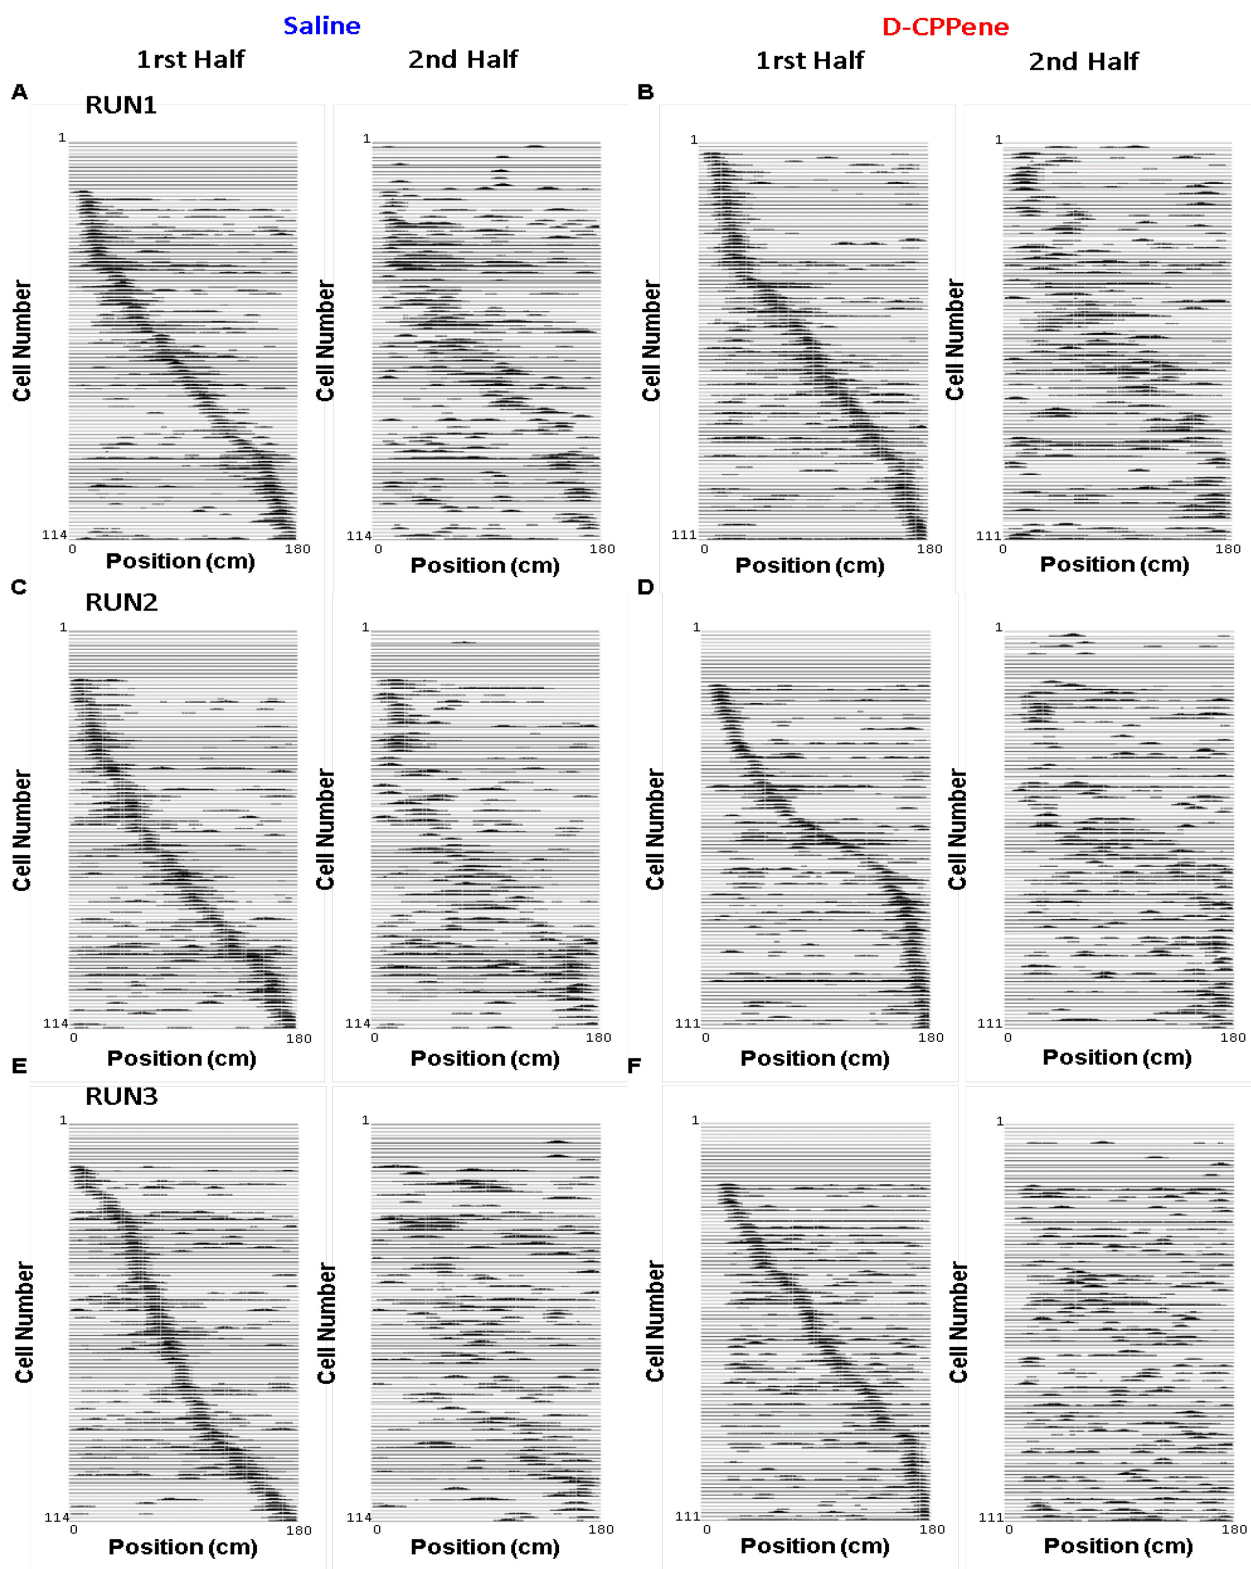 Saline D-CPPene
1rst Half 2nd Half 1rst Half 2nd Half
A B
RUN1
1 1 1 1
Cell Number Cell Number Cell Number Cell Number
114 114 111 111
0 180 0 180 0 180 0 180
Position (cm) Position (cm) Position (cm) Position (cm)
C D
RUN2
1 1 1 1
Cell Number Cell Number Cell Number Cell Number
114 114 111 111
0 180 0 180 0 180 0 180
Position (cm) Position (cm) Position (cm) Position (cm)
E F
RUN3
1 1 1 1
Cell Number Cell Number Cell Number Cell Number
114 114 111 111
0 180 0 180 0 180 0 180
Position (cm) Position (cm) Position (cm) Position (cm)